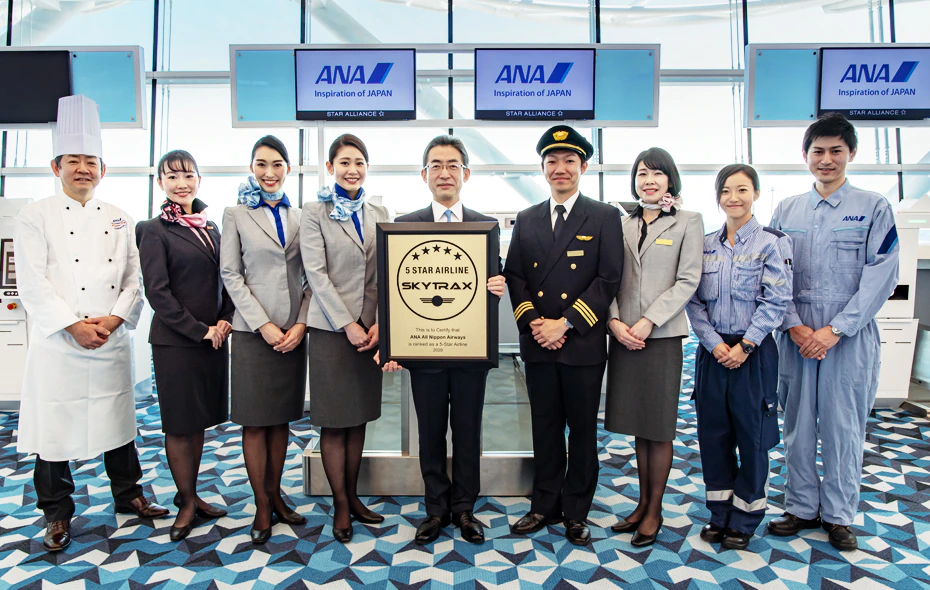 ANA
Inspiration of JAPAN
STAR ALLIANCE
ANA
Inspiration of JAPAN
STAR ALLIANCE
ANA
Inspiration of JAPAN
STAR ALLIANCE
5 STAR AIRLINE
SKYTRAX
This is to Certify that
ANA All Nippon Airways
is ranked as a 5-Star Airline
2020
ANA
ANA